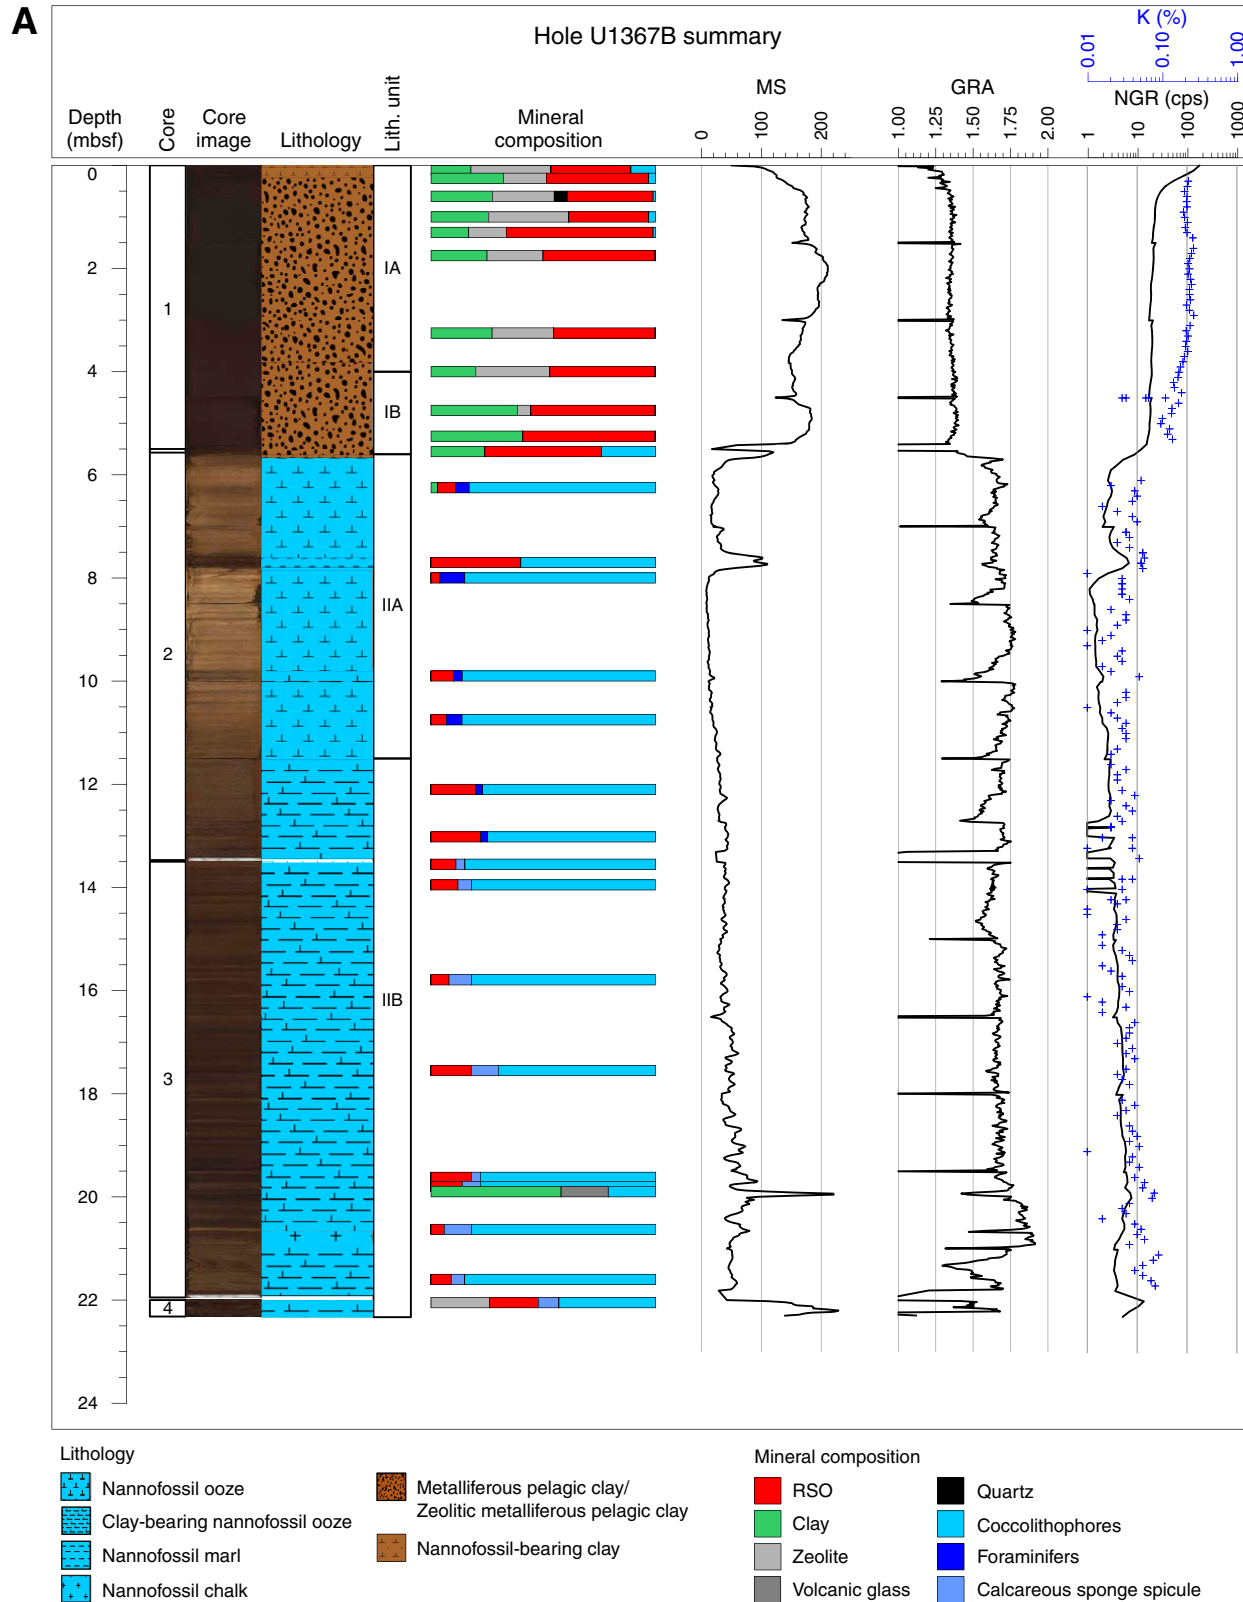 A
Hole U1367B summary
K (%)
0.01
0.10
1.00
Depth
(mbsf)
Core
Core
image
Lithology
Lith. unit
Mineral
composition
MS
0
100
200
GRA
1.00
1.25
1.50
1.75
2.00
NGR (cps)
1
10
100
1000
0
2
4
6
8
10
12
14
16
18
20
22
24
1
2
3
4
IA
IB
IIA
IIB
Lithology
Nannofossil ooze
Clay-bearing nannofossil ooze
Nannofossil marl
Nannofossil chalk
Metalliferous pelagic clay/
Zeolitic metalliferous pelagic clay
Nannofossil-bearing clay
Mineral composition
RSO
Clay
Zeolite
Volcanic glass
Quartz
Coccolithophores
Foraminifers
Calcareous sponge spicule